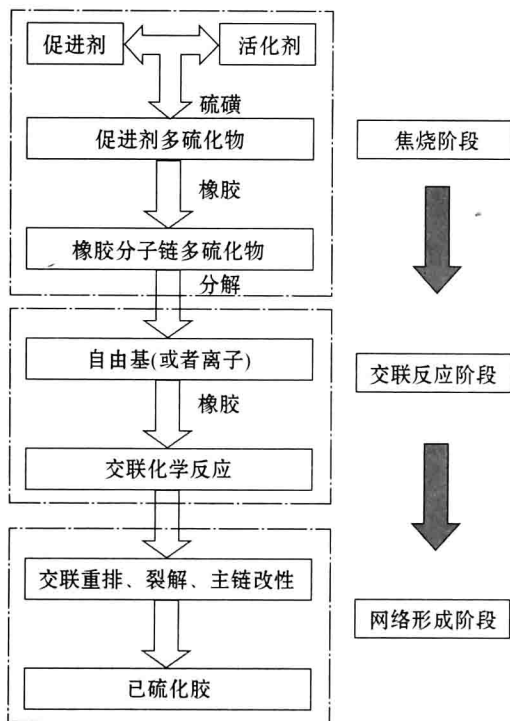 促进剂
活化剂
硫磺
促进剂多硫化物
焦烧阶段
橡胶
橡胶分子链多硫化物
分解
自由基(或者离子)
交联反应阶段
橡胶
交联化学反应
交联重排、裂解、主链改性
网络形成阶段
已硫化胶